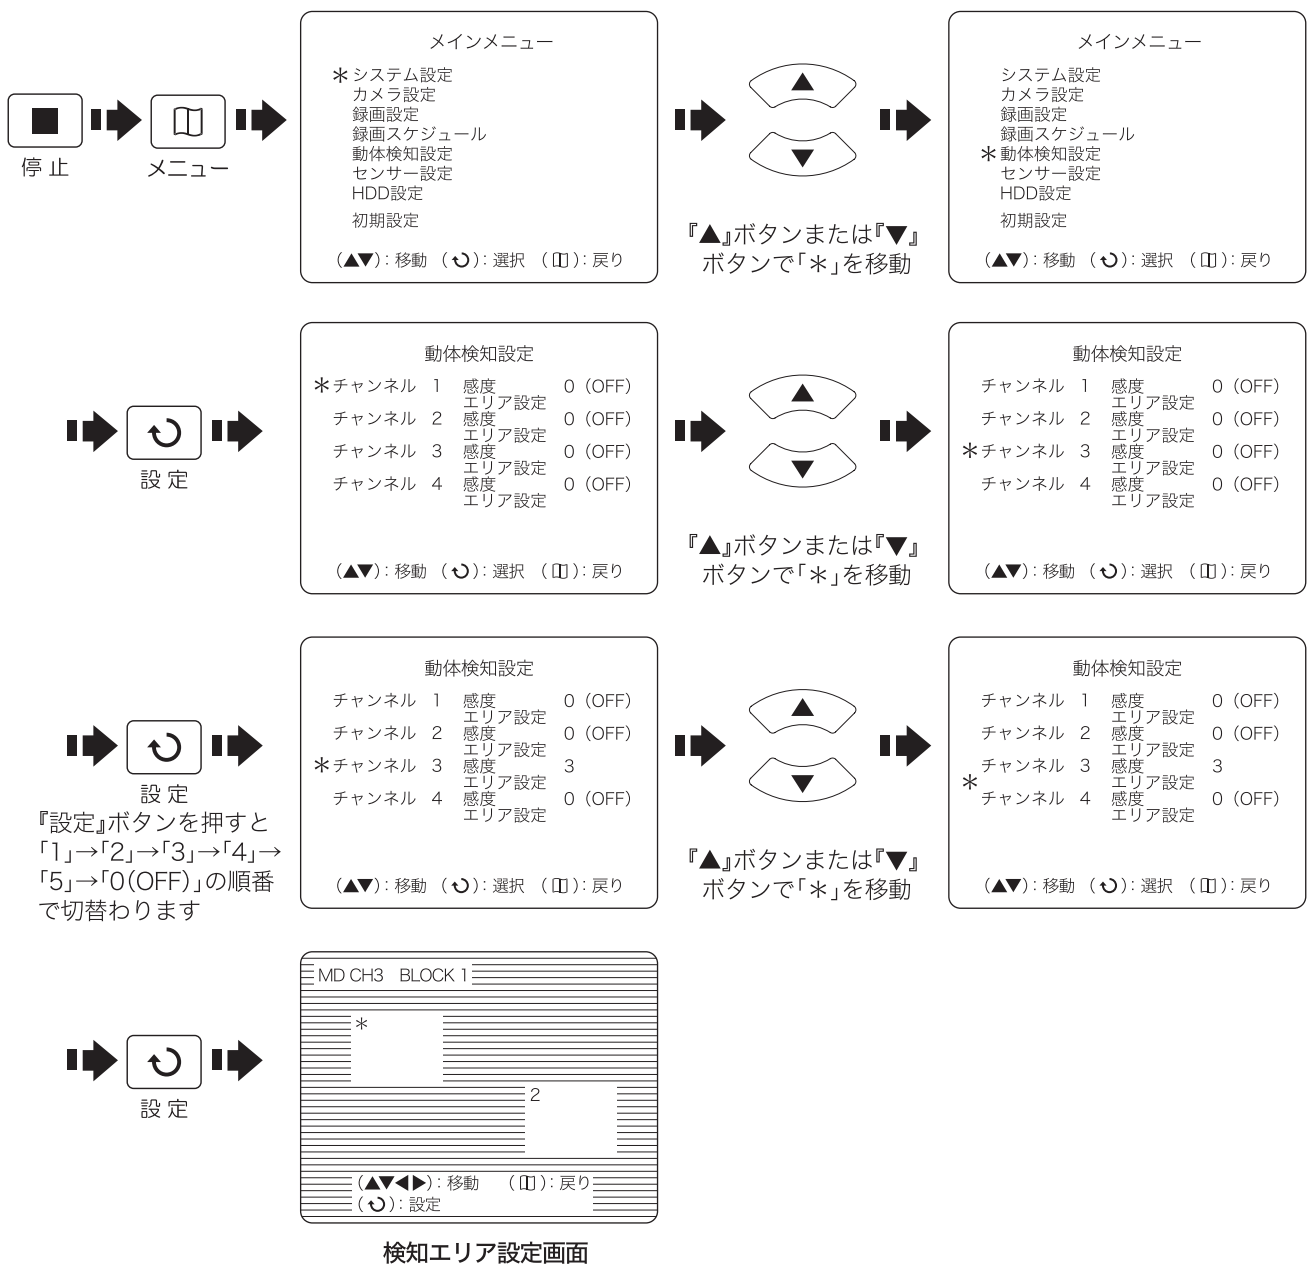 停止
メニュー
メインメニュー
＊システム設定
カメラ設定
録画設定
録画スケジュール
動体検知設定
センサー設定
HDD設定
初期設定
(▲▼)：移動 ( )：選択 ( )：戻り
『▲』ボタンまたは『▼』
ボタンで「＊」を移動
メインメニュー
システム設定
カメラ設定
録画設定
録画スケジュール
＊動体検知設定
センサー設定
HDD設定
初期設定
(▲▼)：移動 ( )：選択 ( )：戻り
設定
動体検知設定
＊チャンネル 1 感度 0 (OFF)
エリア設定
チャンネル 2 感度 0 (OFF)
エリア設定
チャンネル 3 感度 0 (OFF)
エリア設定
チャンネル 4 感度 0 (OFF)
エリア設定
(▲▼)：移動 ( )：選択 ( )：戻り
『▲』ボタンまたは『▼』
ボタンで「＊」を移動
動体検知設定
チャンネル 1 感度 0 (OFF)
エリア設定
チャンネル 2 感度 0 (OFF)
エリア設定
＊チャンネル 3 感度 0 (OFF)
エリア設定
チャンネル 4 感度 0 (OFF)
エリア設定
(▲▼)：移動 ( )：選択 ( )：戻り
設定
『設定』ボタンを押すと
「1」→「2」→「3」→「4」→
「5」→「0(OFF)」の順番
で切替わります
動体検知設定
チャンネル 1 感度 0 (OFF)
エリア設定
チャンネル 2 感度 0 (OFF)
エリア設定
＊チャンネル 3 感度 3
エリア設定
チャンネル 4 感度 0 (OFF)
エリア設定
(▲▼)：移動 ( )：選択 ( )：戻り
『▲』ボタンまたは『▼』
ボタンで「＊」を移動
動体検知設定
チャンネル 1 感度 0 (OFF)
エリア設定
チャンネル 2 感度 0 (OFF)
エリア設定
チャンネル 3 感度 3
＊ エリア設定
チャンネル 4 感度 0 (OFF)
エリア設定
(▲▼)：移動 ( )：選択 ( )：戻り
設定
MD CH3 BLOCK 1
＊
2
(▲▼◀▶)：移動 ( )：戻り
( )：設定
検知エリア設定画面